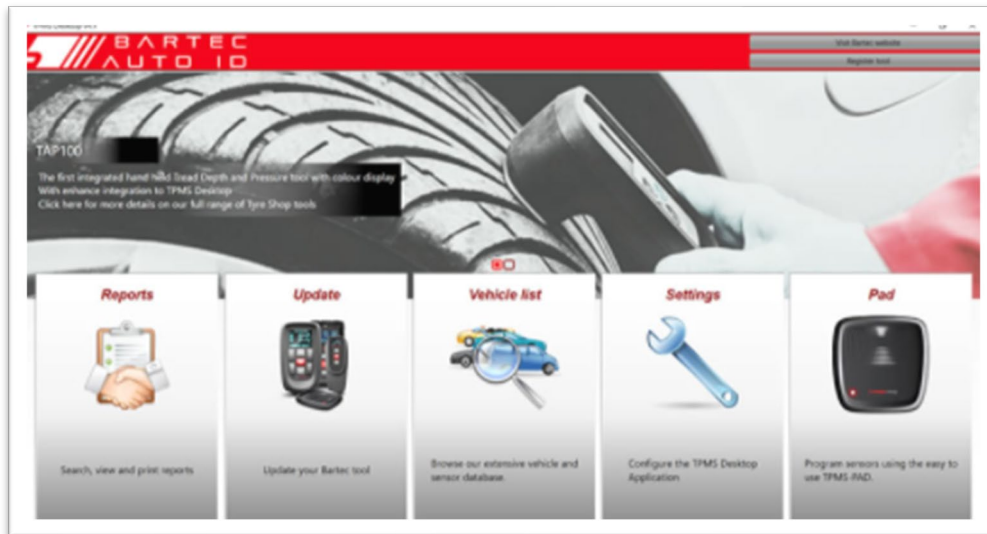 BARTEC
AUTO ID
Visit Bartec website
Register tool
TAP100
The first integrated hand held Tread Depth and Pressure tool with colour display
With enhance integration to TPMS Desktop
Click here for more details on our full range of Tyre Shop tools
Reports
Update
Vehicle list
Settings
Pad
Search, view and print reports
Update your Bartec tool
Browse our extensive vehicle and
sensor database.
Configure the TPMS Desktop
Application
Program sensors using the easy to
use TPMS-PAD.